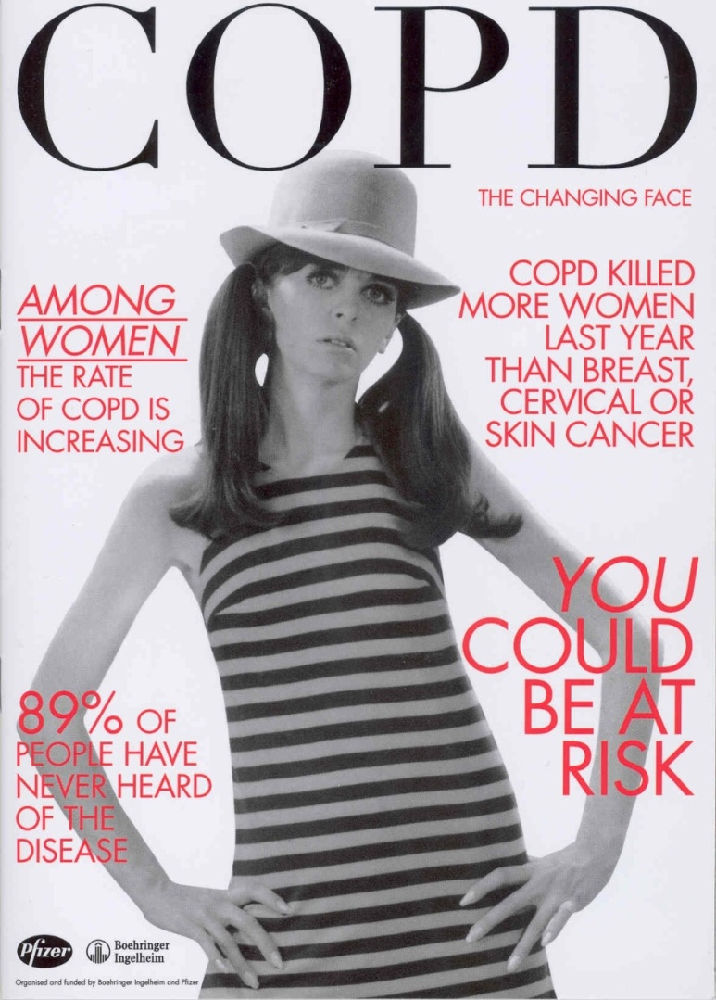 COPD
THE CHANGING FACE
AMONG
WOMEN
THE RATE
OF COPD IS
INCREASING
COPD KILLED
MORE WOMEN
LAST YEAR
THAN BREAST,
CERVICAL OR
SKIN CANCER
YOU
COULD
BE AT
RISK
89% OF
PEOPLE HAVE
NEVER HEARD
OF THE
DISEASE
Pfizer
Boehringer
Ingelheim
Organised and funded by Boehringer Ingelheim and Pfizer